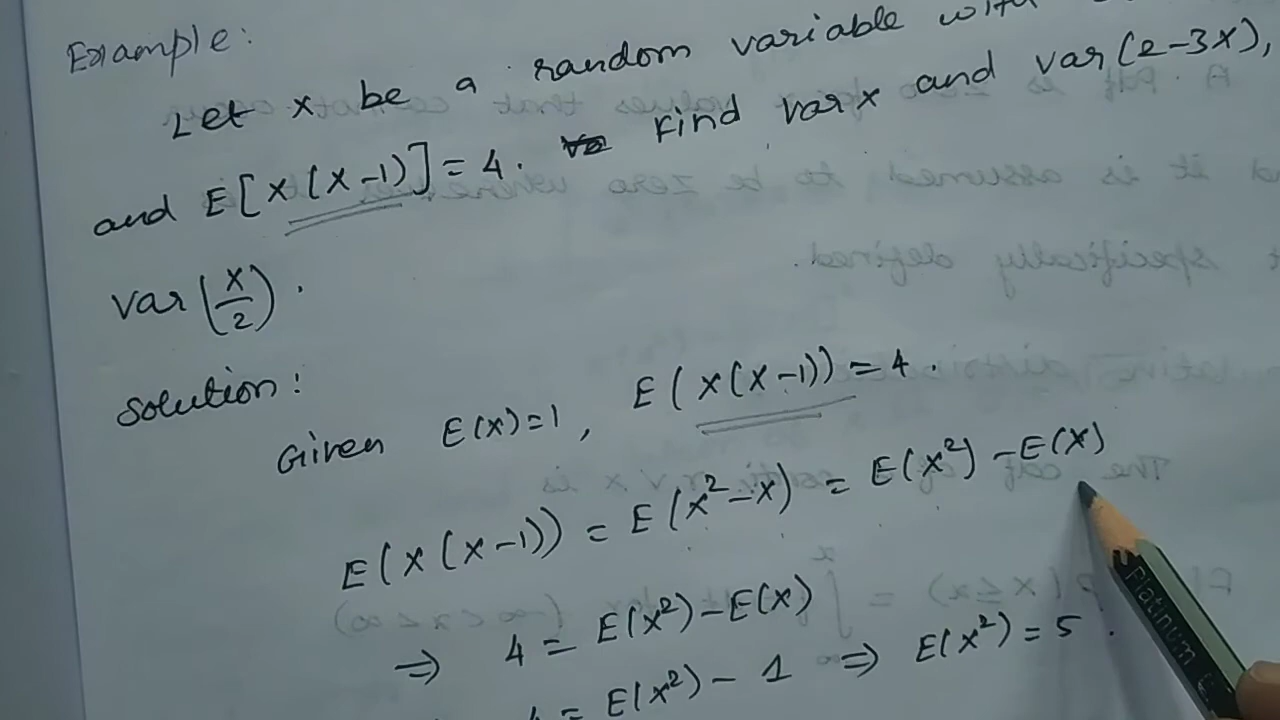 Example:
Let X be a random variable with
and E[X(X-1)]=4. Find var X and var(2-3X),
var(X/2).
Solution:
Given E(X)=1, E(X(X-1))=4.
E(X(X-1)) = E(X²-X) = E(X²)-E(X)
⇒ 4 = E(X²)-E(X)
4 = E(X²)-1 ⇒ E(X²)=5.
Platinum